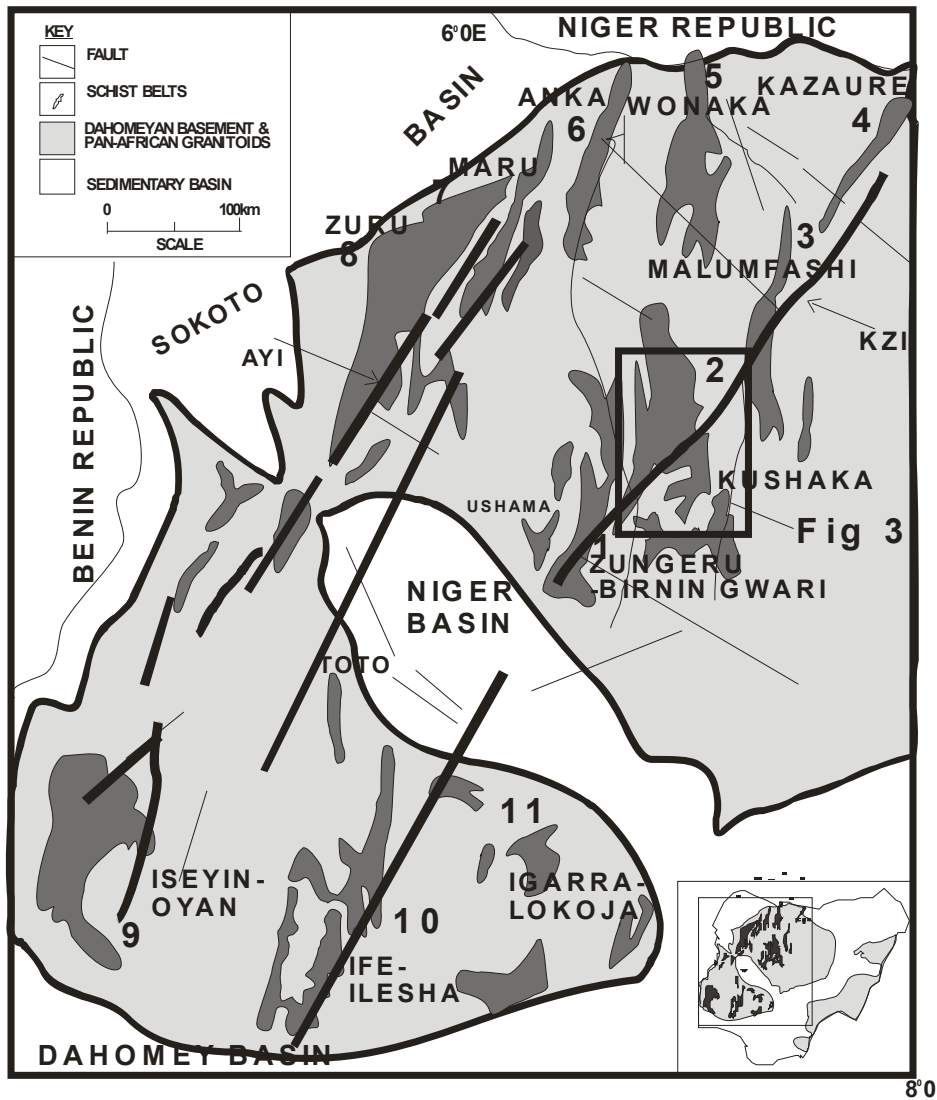 6°0E
NIGER REPUBLIC
KEY
FAULT
SCHIST BELTS
DAHOMEYAN BASEMENT &
PAN-AFRICAN GRANITOIDS
SEDIMENTARY BASIN
0 100km
SCALE
BASIN
SOKOTO
5
KAZAURE
4
ANKA
6
WONAKA
MARU
7
ZURU
8
3
MALUMFASHI
KZI
AYI
2
BENIN REPUBLIC
KUSHAKA
USHAMA
Fig 3
1
ZUNGERU
-BIRNIN GWARI
NIGER
BASIN
TOTO
11
ISEYIN-
OYAN
9
10
IGARRA-
LOKOJA
IFE-
ILESHA
DAHOMEY BASIN
8°0